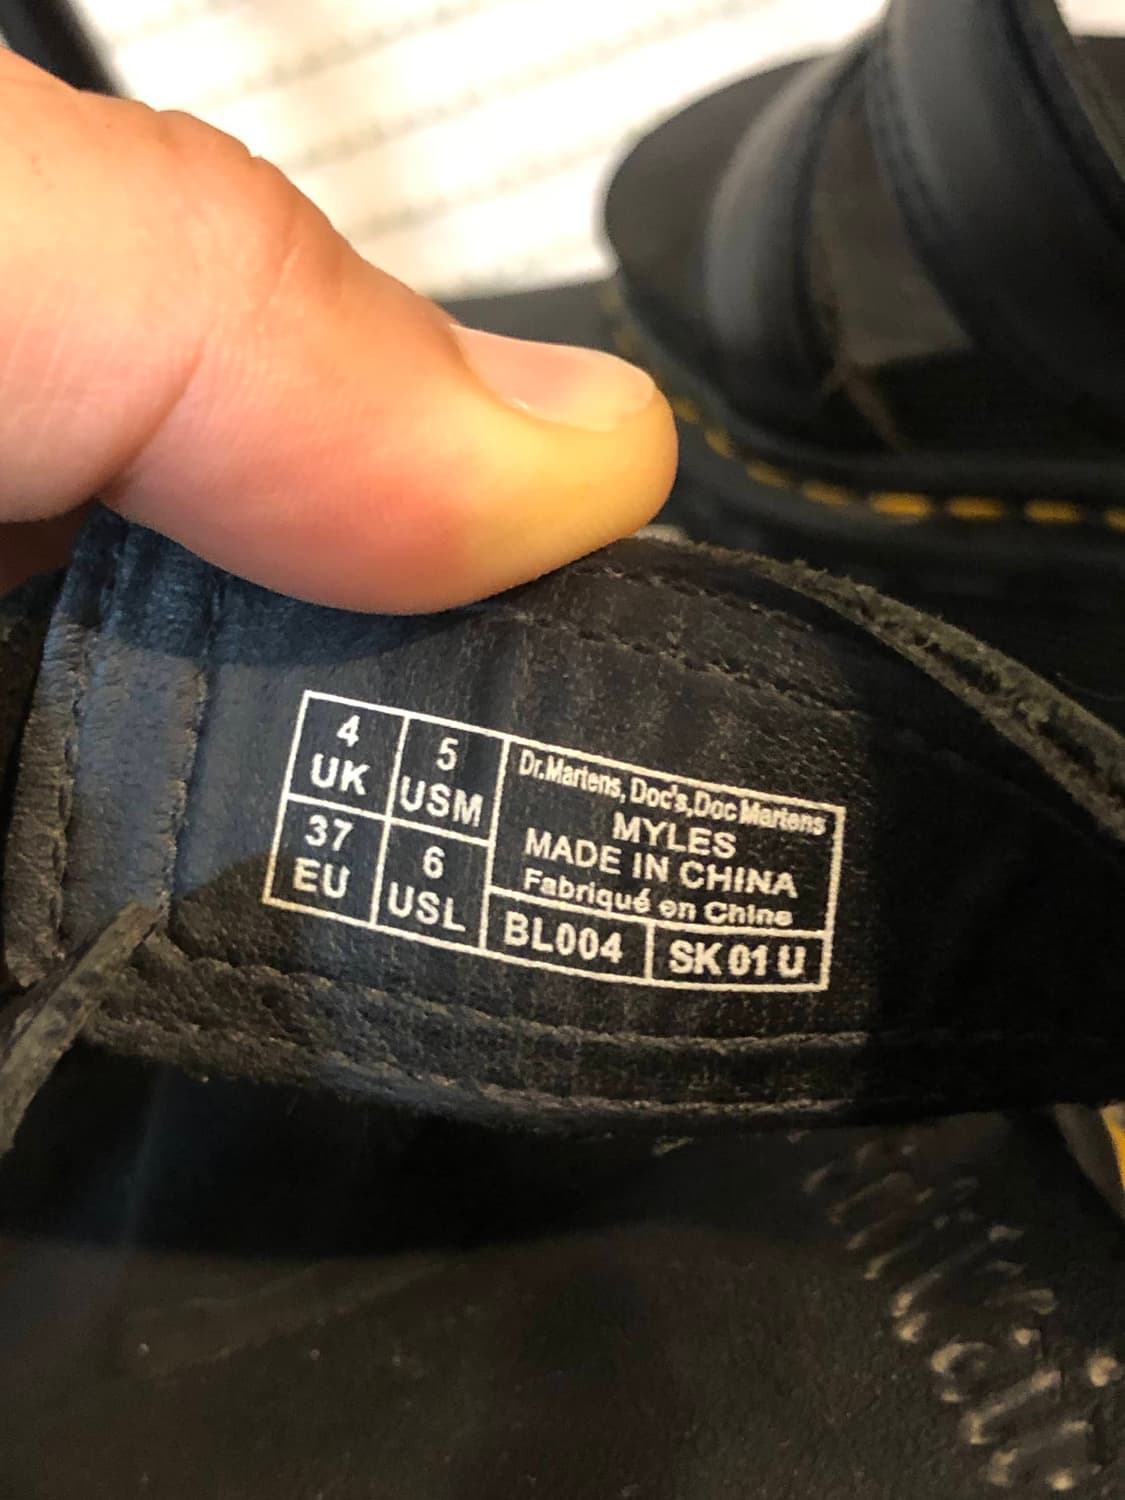 4
UK
5
USM
37
EU
6
USL
Dr.Martens, Doc's,Doc Martens
MYLES
MADE IN CHINA
Fabriqué en Chine
BL004
SK 01 U